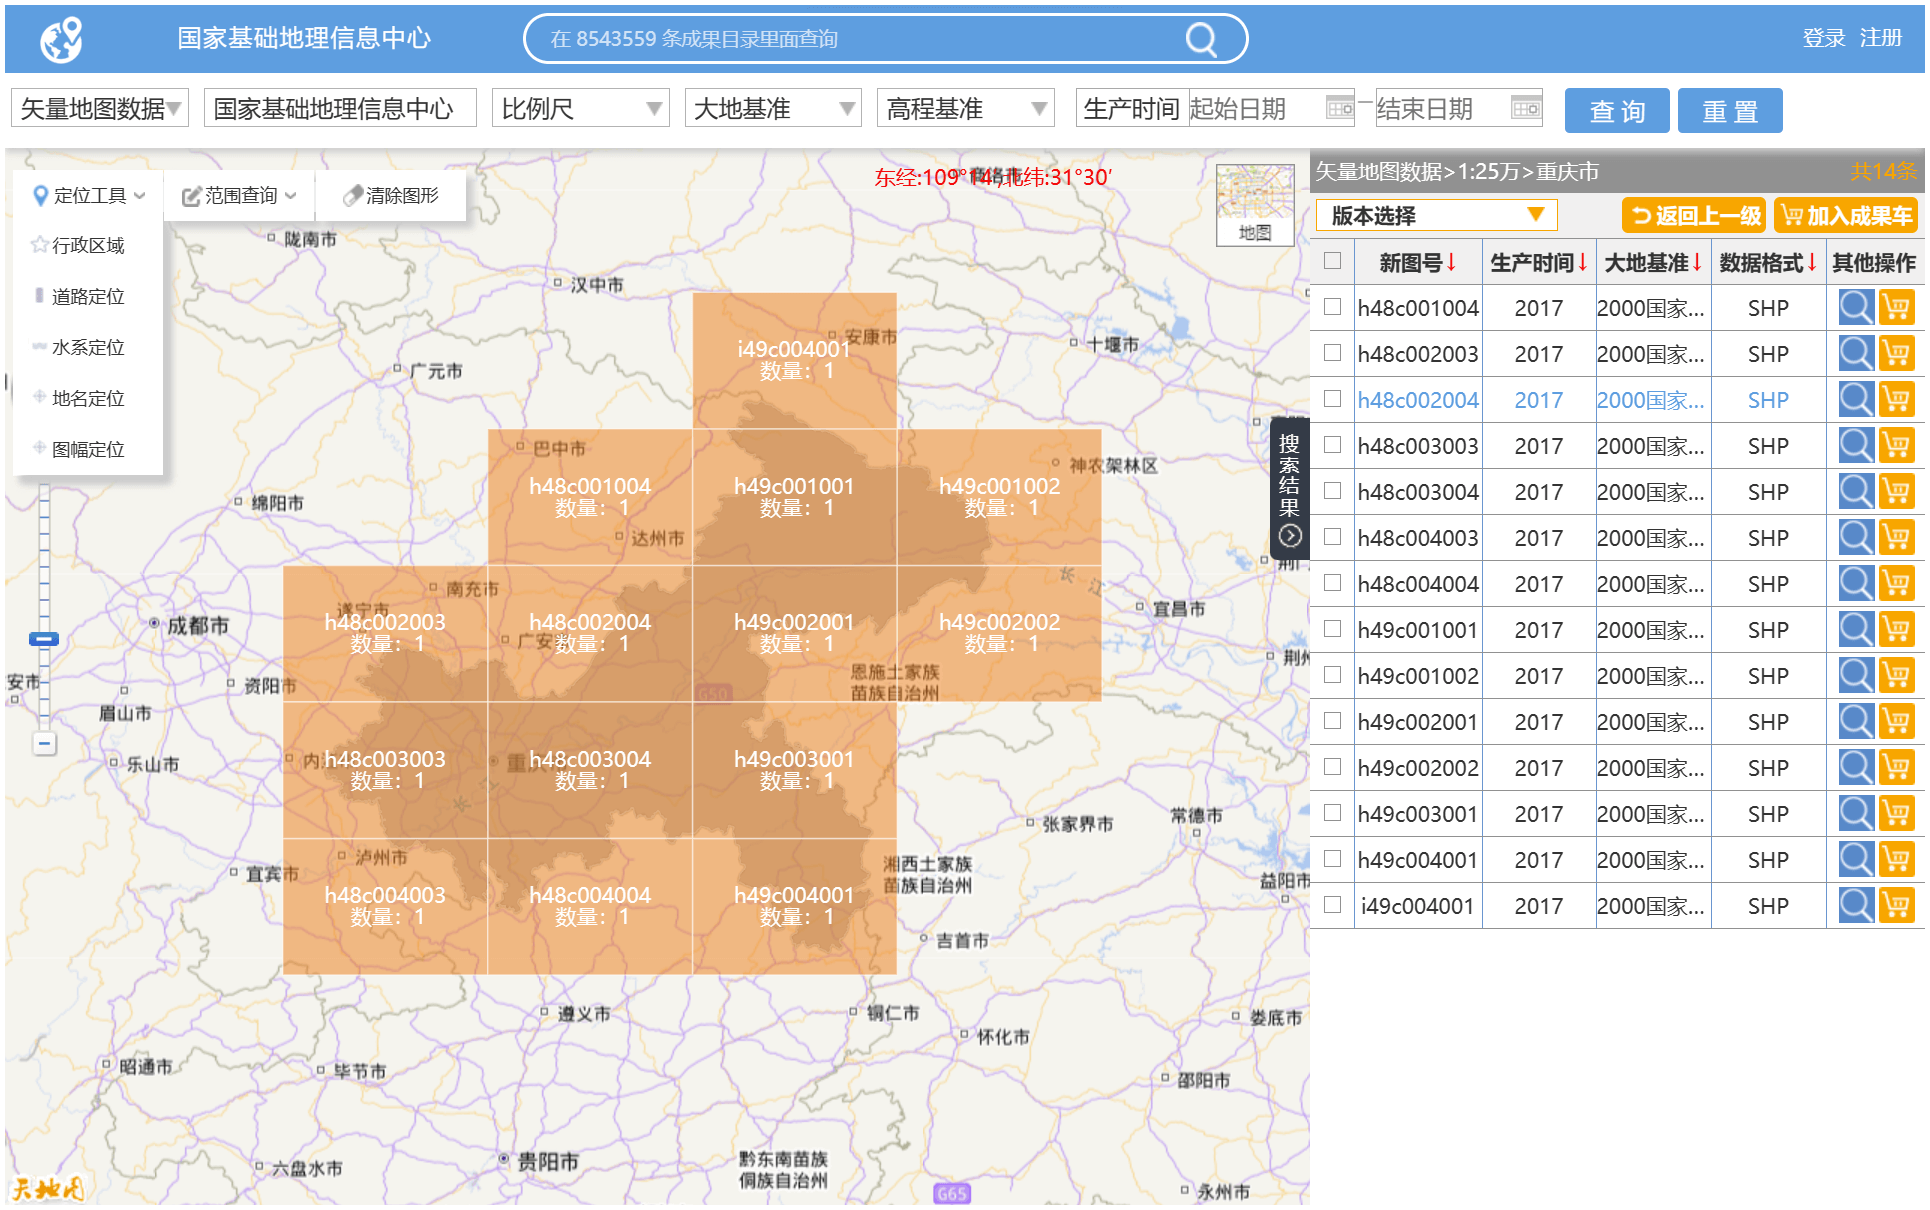 国家基础地理信息中心
在 8543559 条成果目录里面查询
登录 注册
矢量地图数据 国家基础地理信息中心 比例尺 大地基准 高程基准 生产时间 起始日期 — 结束日期 查询 重置
定位工具 范围查询 清除图形
行政区域
道路定位
水系定位
地名定位
图幅定位
东经:109°14',北纬:31°30'
商洛市
地图
陇南市
汉中市
安康市
十堰市
i49c004001
数量：1
广元市
巴中市
神农架林区
h48c001004
数量：1
h49c001001
数量：1
h49c001002
数量：1
绵阳市
达州市
长 江
南充市
遂宁市
宜昌市
成都市
h48c002003
数量：1
h48c002004
数量：1
h49c002001
数量：1
h49c002002
数量：1
广安
荆州
恩施土家族
苗族自治州
安市
资阳市
G50
眉山市
乐山市
内
h48c003003
数量：1
重庆
h48c003004
数量：1
h49c003001
数量：1
长 江
张家界市
常德市
泸州市
宜宾市
湘西土家族
苗族自治州
益阳市
h48c004003
数量：1
h48c004004
数量：1
h49c004001
数量：1
吉首市
遵义市
铜仁市
怀化市
娄底市
昭通市
毕节市
邵阳市
六盘水市
贵阳市
黔东南苗族
侗族自治州
G65
永州市
天地图
搜索结果
矢量地图数据>1:25万>重庆市 共14条
版本选择 返回上一级 加入成果车
新图号↓ 生产时间↓ 大地基准↓ 数据格式↓ 其他操作
h48c001004 2017 2000国家... SHP
h48c002003 2017 2000国家... SHP
h48c002004 2017 2000国家... SHP
h48c003003 2017 2000国家... SHP
h48c003004 2017 2000国家... SHP
h48c004003 2017 2000国家... SHP
h48c004004 2017 2000国家... SHP
h49c001001 2017 2000国家... SHP
h49c001002 2017 2000国家... SHP
h49c002001 2017 2000国家... SHP
h49c002002 2017 2000国家... SHP
h49c003001 2017 2000国家... SHP
h49c004001 2017 2000国家... SHP
i49c004001 2017 2000国家... SHP